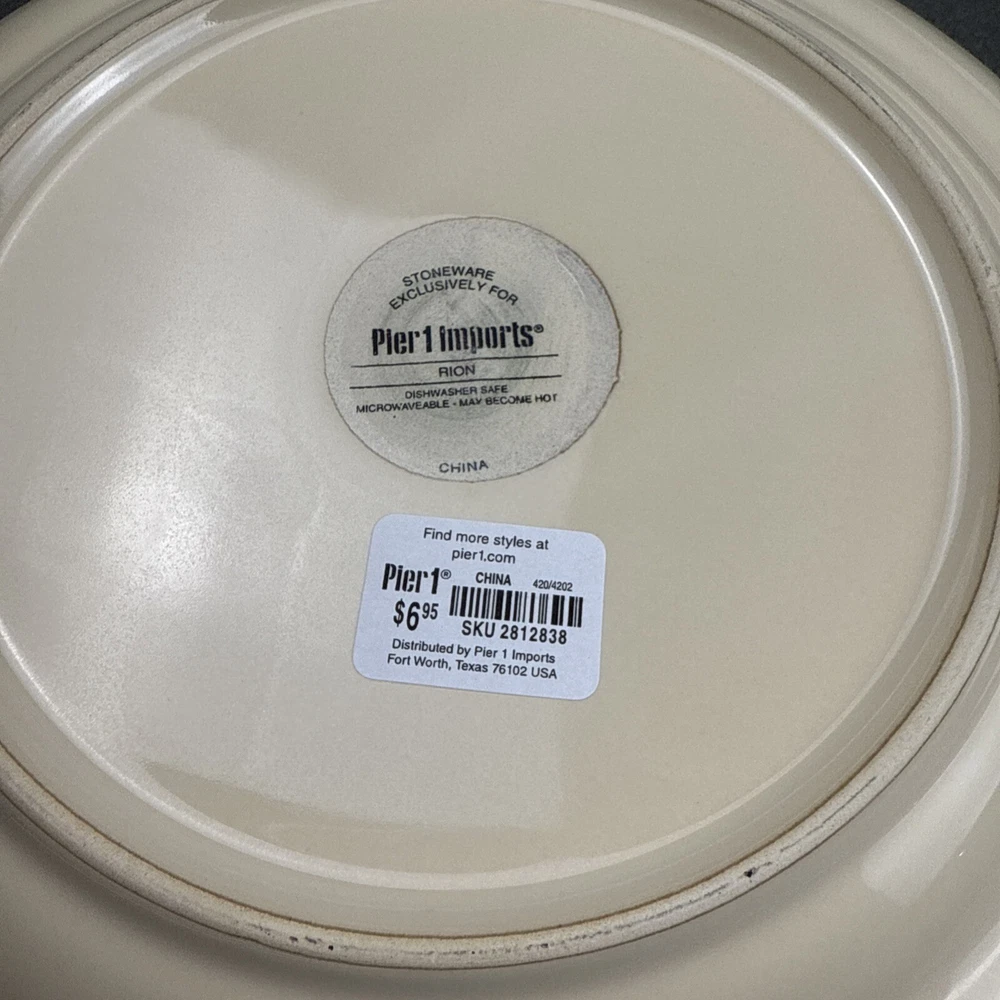 STONEWARE
EXCLUSIVELY FOR
Pier 1 imports®
RION
DISHWASHER SAFE
MICROWAVEABLE - MAY BECOME HOT
CHINA
Find more styles at
pier1.com
Pier 1® CHINA 420/4202
$6.95
SKU 2812838
Distributed by Pier 1 Imports
Fort Worth, Texas 76102 USA